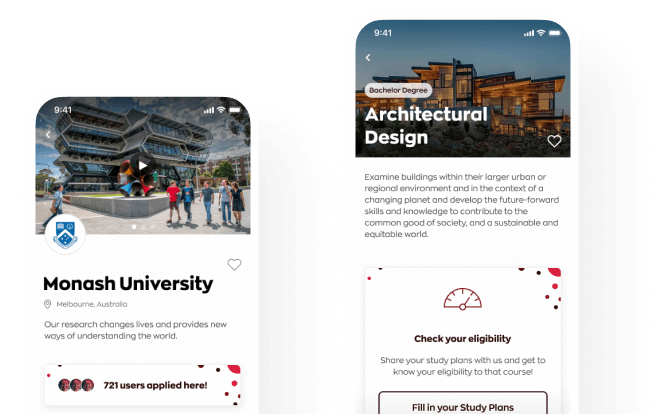 9:41
Monash University
Melbourne, Australia
Our research changes lives and provides new
ways of understanding the world.
721 users applied here!
9:41
Bachelor Degree
Architectural
Design
Examine buildings within their larger urban or
regional environment and in the context of a
changing planet and develop the future-forward
skills and knowledge to contribute to the
common good of society, and a sustainable and
equitable world.
Check your eligibility
Share your study plans with us and get to
know your eligibility to that course!
Fill in your Study Plans